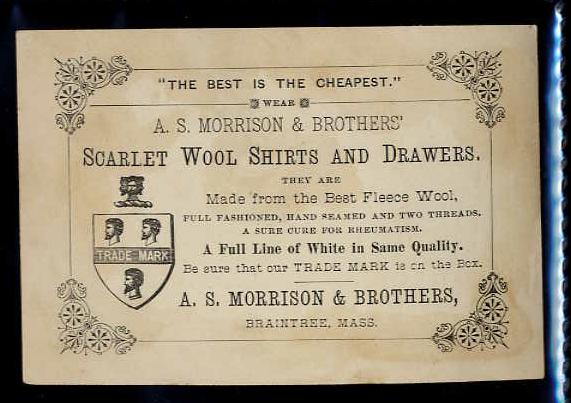 "THE BEST IS THE CHEAPEST."
WEAR
A. S. MORRISON & BROTHERS'
SCARLET WOOL SHIRTS AND DRAWERS.
THEY ARE
Made from the Best Fleece Wool,
FULL FASHIONED, HAND SEAMED AND TWO THREADS.
A SURE CURE FOR RHEUMATISM.
A Full Line of White in Same Quality.
Be sure that our TRADE MARK is on the Box.
TRADE-MARK
A. S. MORRISON & BROTHERS,
BRAINTREE, MASS.